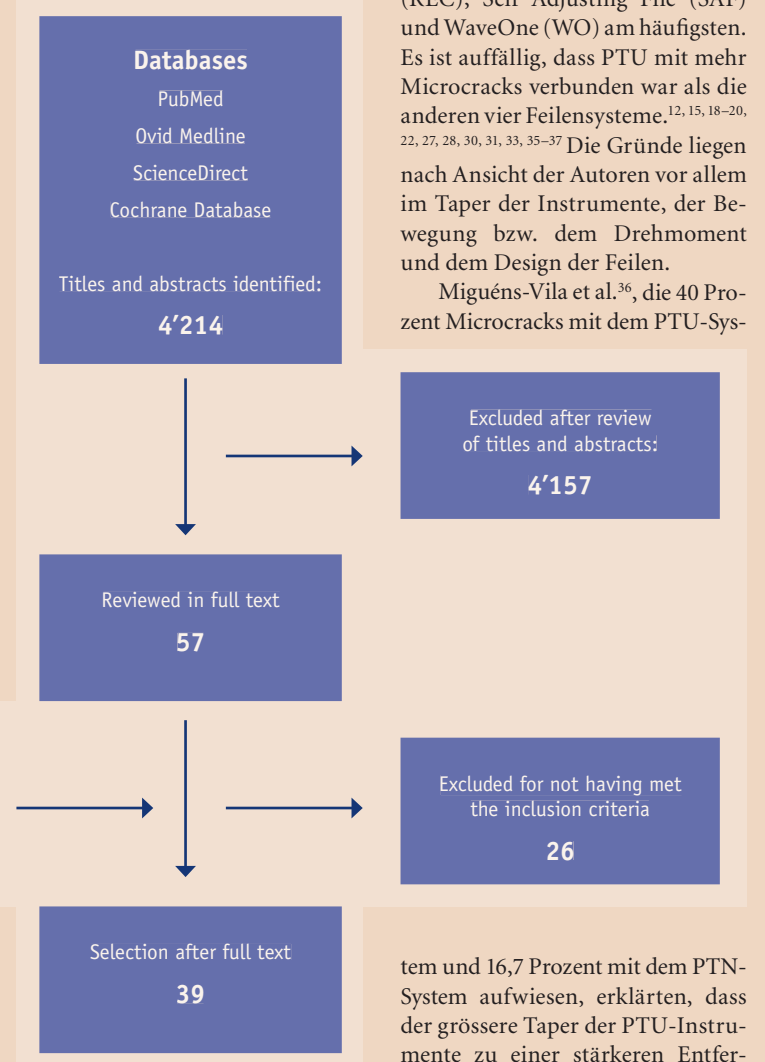 Databases
PubMed
Ovid Medline
ScienceDirect
Cochrane Database
Titles and abstracts identified:
4’214
Excluded after review
of titles and abstracts:
4’157
Reviewed in full text
57
Excluded for not having met
the inclusion criteria
26
Selection after full text
39
(REC), Self Adjusting File (SAF)
und WaveOne (WO) am häufigsten.
Es ist auffällig, dass PTU mit mehr
Microcracks verbunden war als die
anderen vier Feilensysteme.12, 15, 18–20,
22, 27, 28, 30, 31, 33, 35–37 Die Gründe liegen
nach Ansicht der Autoren vor allem
im Taper der Instrumente, der Be-
wegung bzw. dem Drehmoment
und dem Design der Feilen.
Miguéns-Vila et al.36, die 40 Pro-
zent Microcracks mit dem PTU-Sys-
tem und 16,7 Prozent mit dem PTN-
System aufwiesen, erklärten, dass
der grössere Taper der PTU-Instru-
mente zu einer stärkeren Entfer-